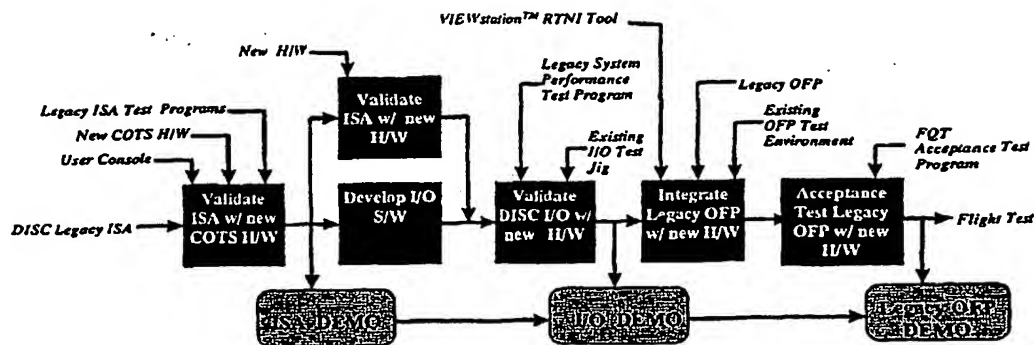 VIEWstation™ RTNI Tool
New H/W
Legacy System
Performance
Test Program
Legacy OFP
Legacy ISA Test Programs
New COTS H/W
User Console
Validate
ISA w/ new
H/W
Existing
I/O Test
Jig
Existing
OFP Test
Environment
FQT
Acceptance Test
Program
DISC Legacy ISA
Validate
ISA w/ new
COTS H/W
Develop I/O
S/W
Validate
DISC I/O w/
new H/W
Integrate
Legacy OFP
w/ new H/W
Acceptance
Test Legacy
OFP w/ new
H/W
Flight Test
ISA DEMO
I/O DEMO
Legacy OFP
DEMO